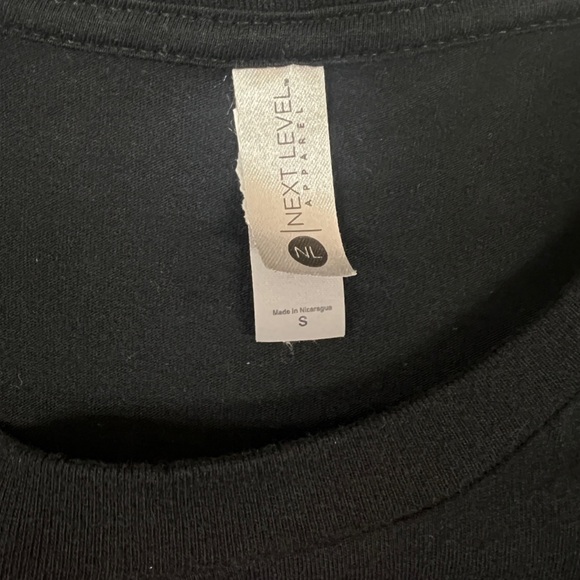 NEXT LEVEL®
APPAREL
NL
Made in Nicaragua
S